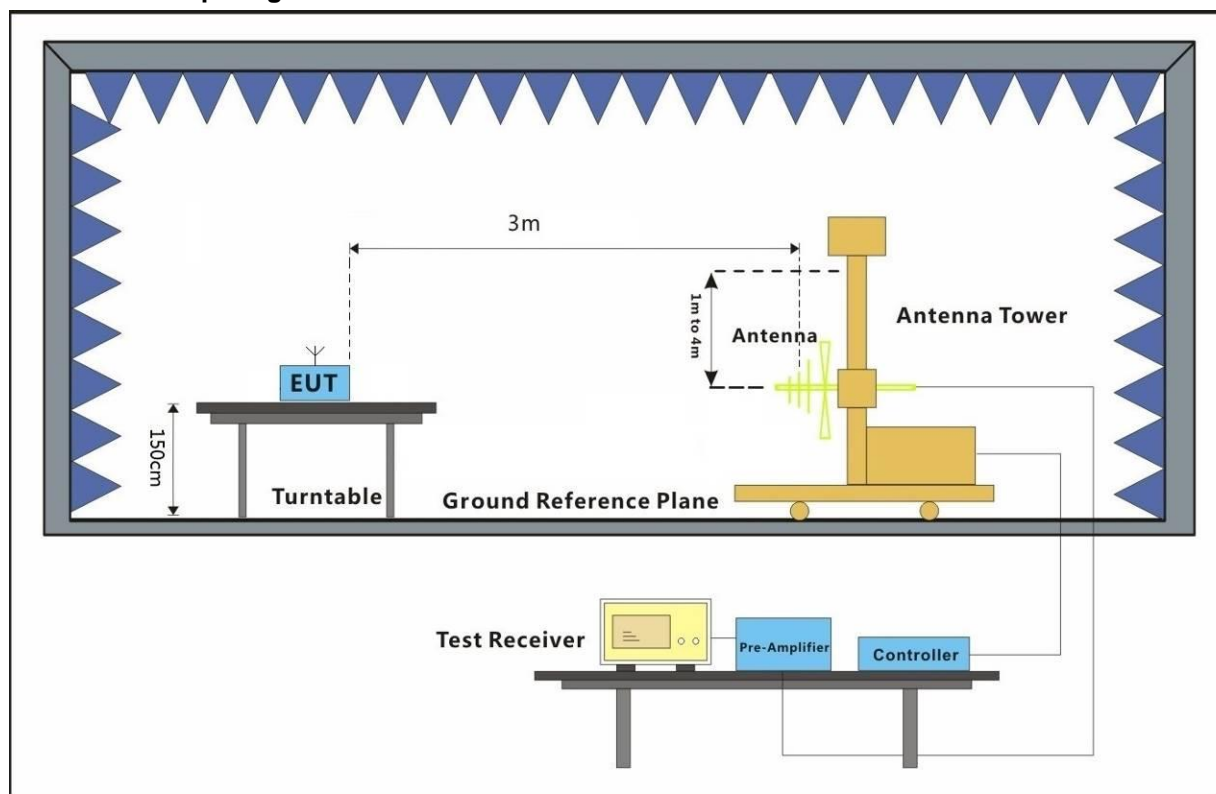 3m
1m to 4m
Antenna
Antenna Tower
EUT
150cm
Turntable
Ground Reference Plane
Test Receiver
Pre-Amplifier
Controller